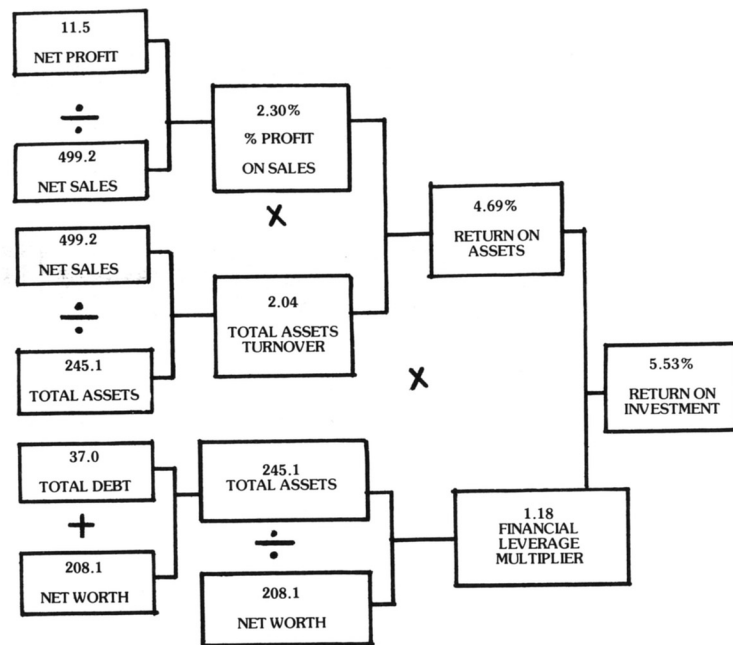 11.5
NET PROFIT
÷
499.2
NET SALES
2.30%
% PROFIT
ON SALES
X
499.2
NET SALES
÷
245.1
TOTAL ASSETS
2.04
TOTAL ASSETS
TURNOVER
4.69%
RETURN ON
ASSETS
X
5.53%
RETURN ON
INVESTMENT
37.0
TOTAL DEBT
+
208.1
NET WORTH
245.1
TOTAL ASSETS
÷
208.1
NET WORTH
1.18
FINANCIAL
LEVERAGE
MULTIPLIER